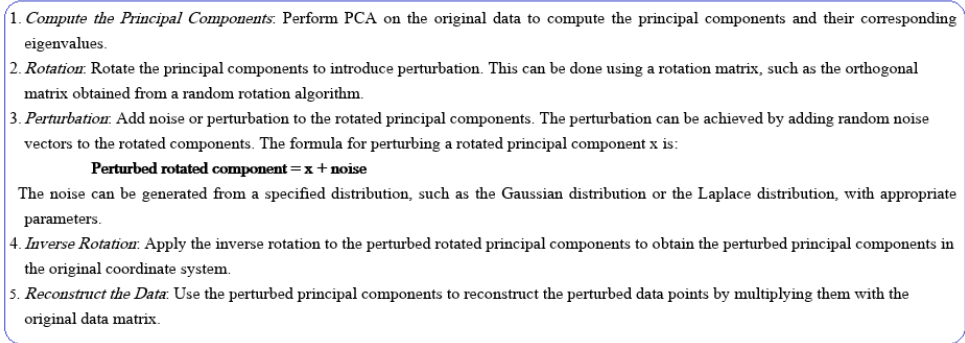 1. Compute the Principal Components: Perform PCA on the original data to compute the principal components and their corresponding
eigenvalues.
2. Rotation: Rotate the principal components to introduce perturbation. This can be done using a rotation matrix, such as the orthogonal
matrix obtained from a random rotation algorithm.
3. Perturbation: Add noise or perturbation to the rotated principal components. The perturbation can be achieved by adding random noise
vectors to the rotated components. The formula for perturbing a rotated principal component x is:
Perturbed rotated component = x + noise
The noise can be generated from a specified distribution, such as the Gaussian distribution or the Laplace distribution, with appropriate
parameters.
4. Inverse Rotation: Apply the inverse rotation to the perturbed rotated principal components to obtain the perturbed principal components in
the original coordinate system.
5. Reconstruct the Data: Use the perturbed principal components to reconstruct the perturbed data points by multiplying them with the
original data matrix.